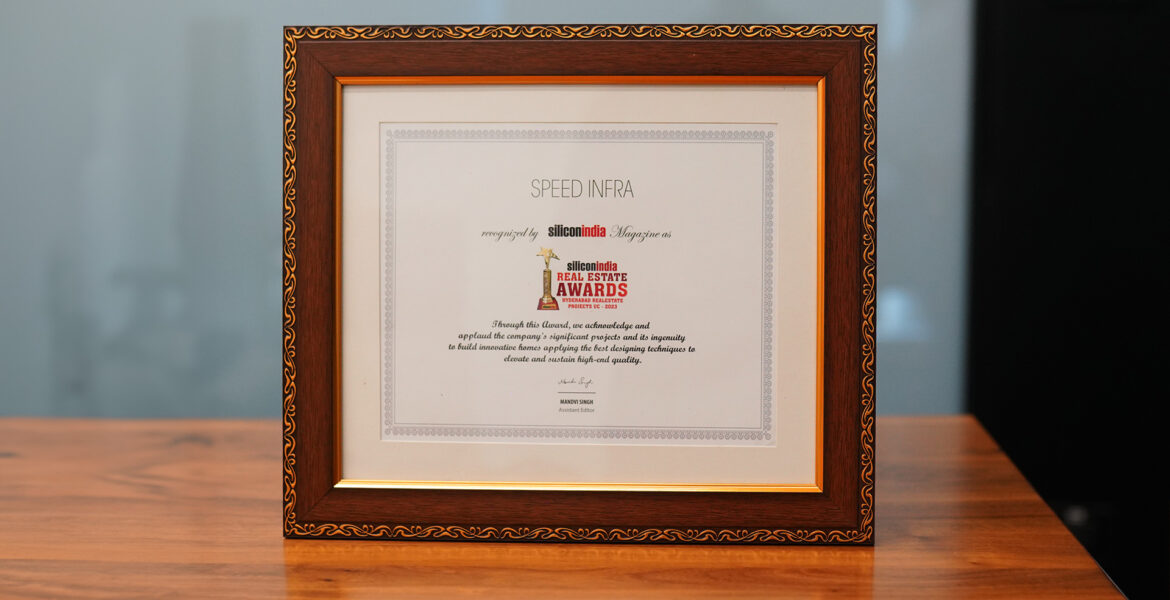 SPEED INFRA
recognized by siliconindia Magazine as
siliconindia
REAL ESTATE
AWARDS
HYDERABAD REALESTATE
PROJECTS VC - 2023
Through this Award, we acknowledge and
applaud the company's significant projects and its ingenuity
to build innovative homes applying the best designing techniques to
elevate and sustain high-end quality.
Mandvi Singh
MANDVI SINGH
Assistant Editor